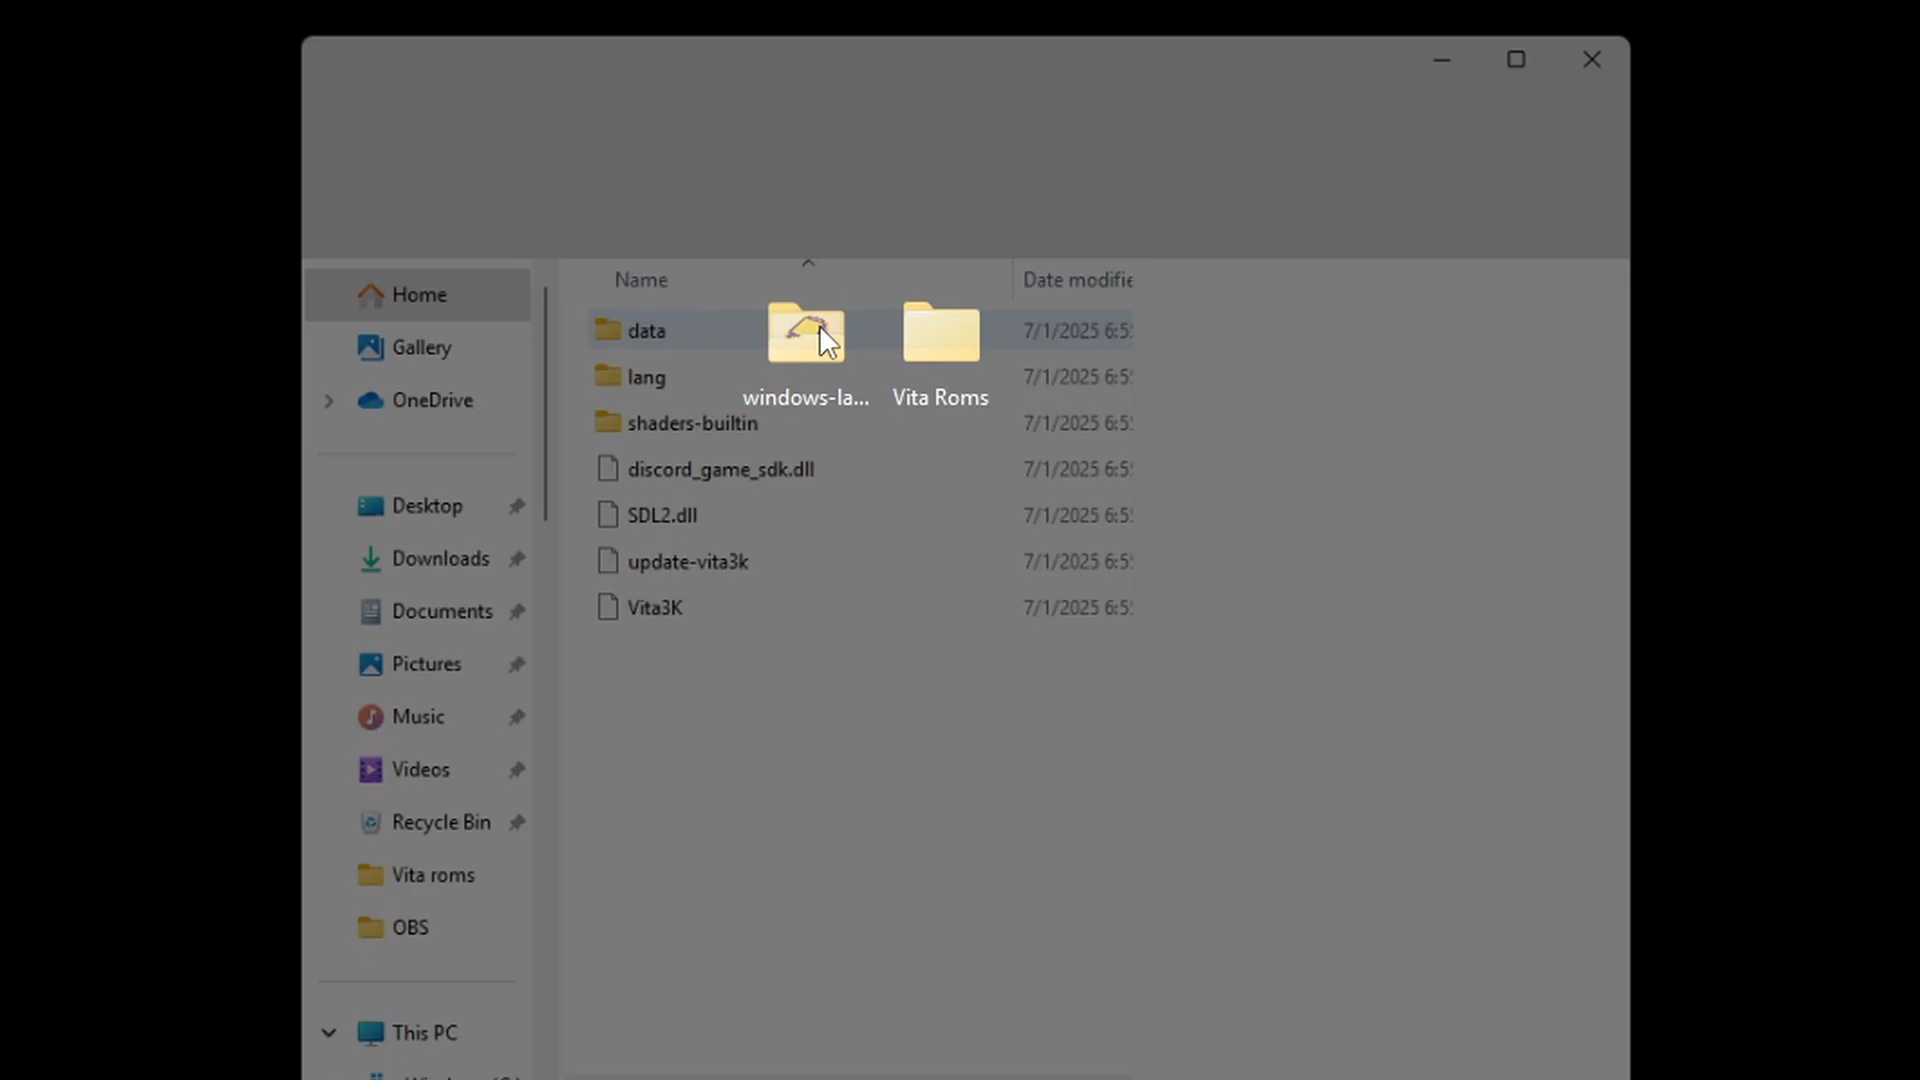 Name
Date modifie
Home
Gallery
OneDrive
Desktop
Downloads
Documents
Pictures
Music
Videos
Recycle Bin
Vita roms
OBS
This PC
data
7/1/2025 6:5
lang
7/1/2025 6:5
windows-la...
Vita Roms
shaders-builtin
7/1/2025 6:5
discord_game_sdk.dll
7/1/2025 6:5
SDL2.dll
7/1/2025 6:5
update-vita3k
7/1/2025 6:5
Vita3K
7/1/2025 6:5